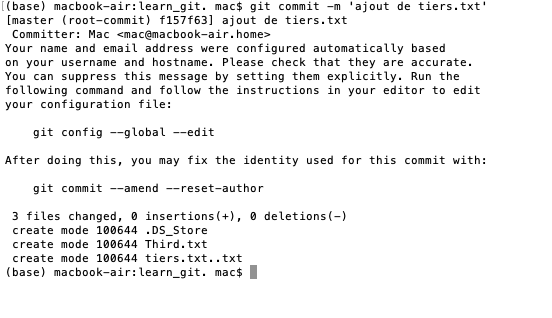 (base) macbook-air:learn_git. mac$ git commit -m 'ajout de tiers.txt'
[master (root-commit) f157f63] ajout de tiers.txt
 Committer: Mac <mac@macbook-air.home>
Your name and email address were configured automatically based
on your username and hostname. Please check that they are accurate.
You can suppress this message by setting them explicitly. Run the
following command and follow the instructions in your editor to edit
your configuration file:

    git config --global --edit

After doing this, you may fix the identity used for this commit with:

    git commit --amend --reset-author

 3 files changed, 0 insertions(+), 0 deletions(-)
 create mode 100644 .DS_Store
 create mode 100644 Third.txt
 create mode 100644 tiers.txt..txt
(base) macbook-air:learn_git. mac$